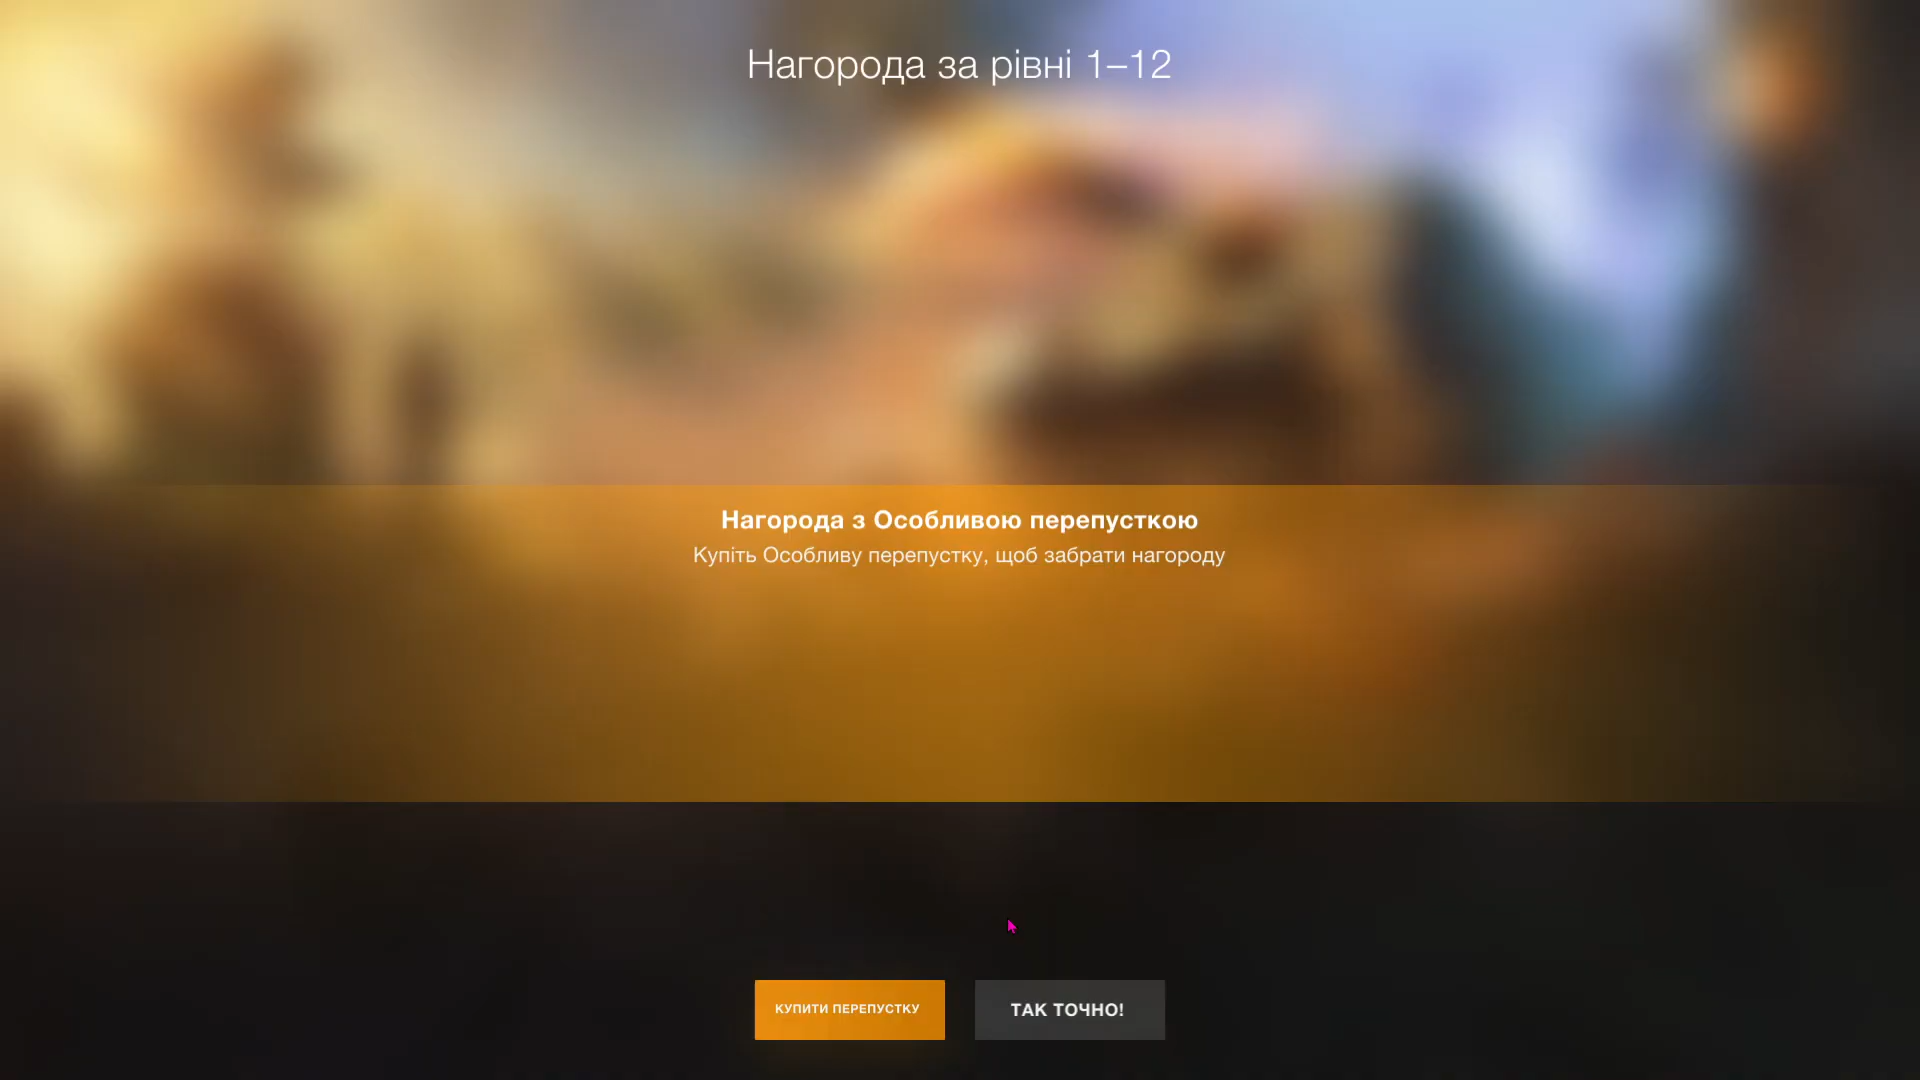 Нагорода за рівні 1–12
Нагорода з Особливою перепусткою
Купіть Особливу перепустку, щоб забрати нагороду
КУПИТИ ПЕРЕПУСТКУ
ТАК ТОЧНО!